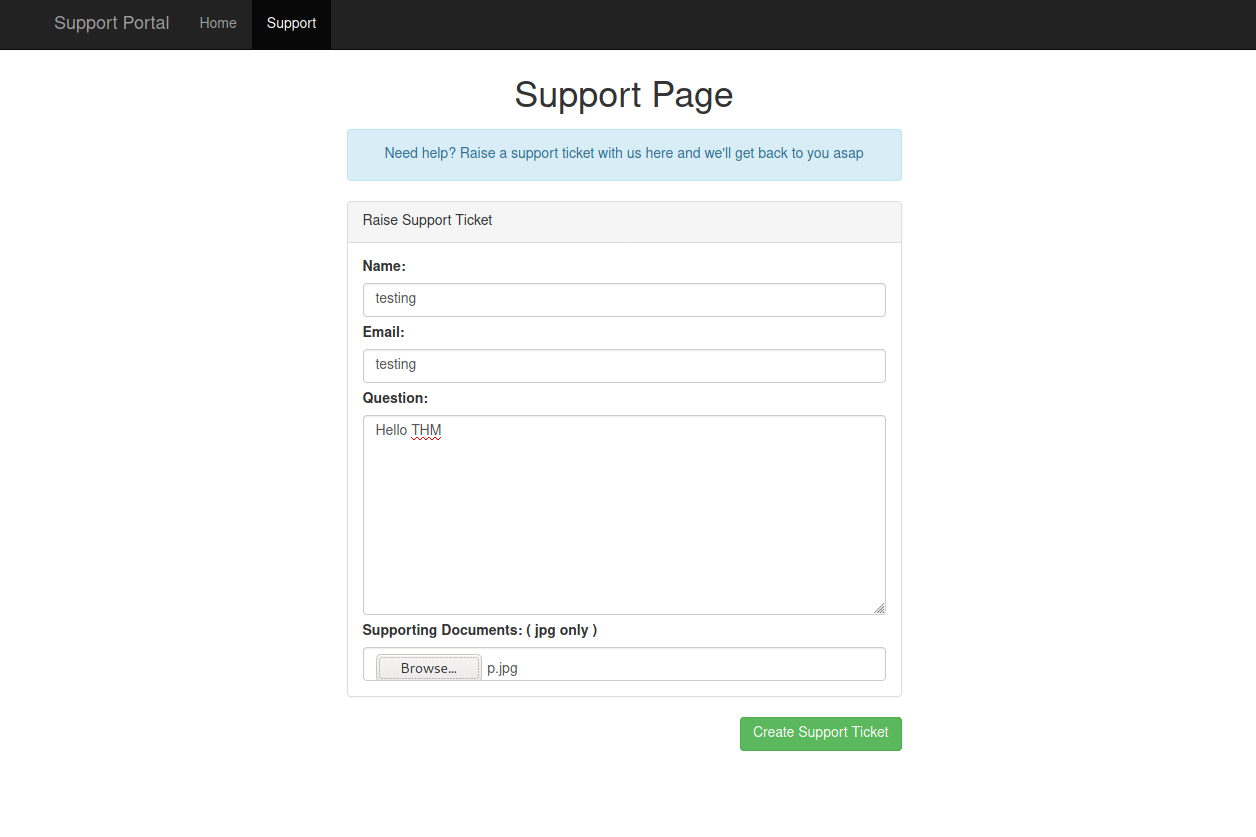 Support Portal Home Support
Support Page
Need help? Raise a support ticket with us here and we'll get back to you asap
Raise Support Ticket
Name:
testing
Email:
testing
Question:
Hello THM
Supporting Documents: ( jpg only )
Browse... p.jpg
Create Support Ticket